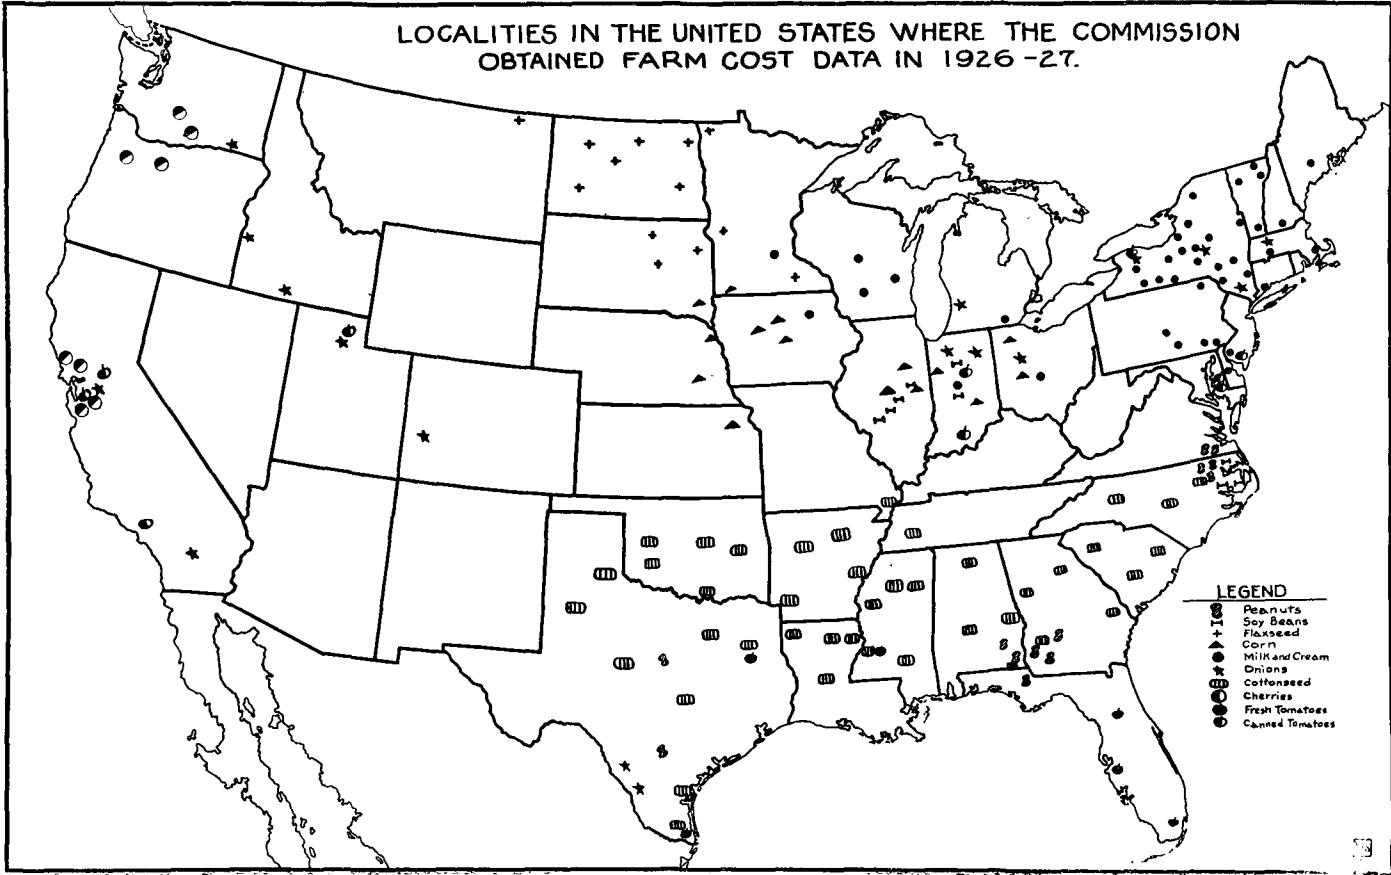 LOCALITIES IN THE UNITED STATES WHERE THE COMMISSION
OBTAINED FARM COST DATA IN 1926-27.
LEGEND
Peanuts
Soy Beans
Flaxseed
Corn
Milk and Cream
Onions
Cottonseed
Cherries
Fresh Tomatoes
Canned Tomatoes